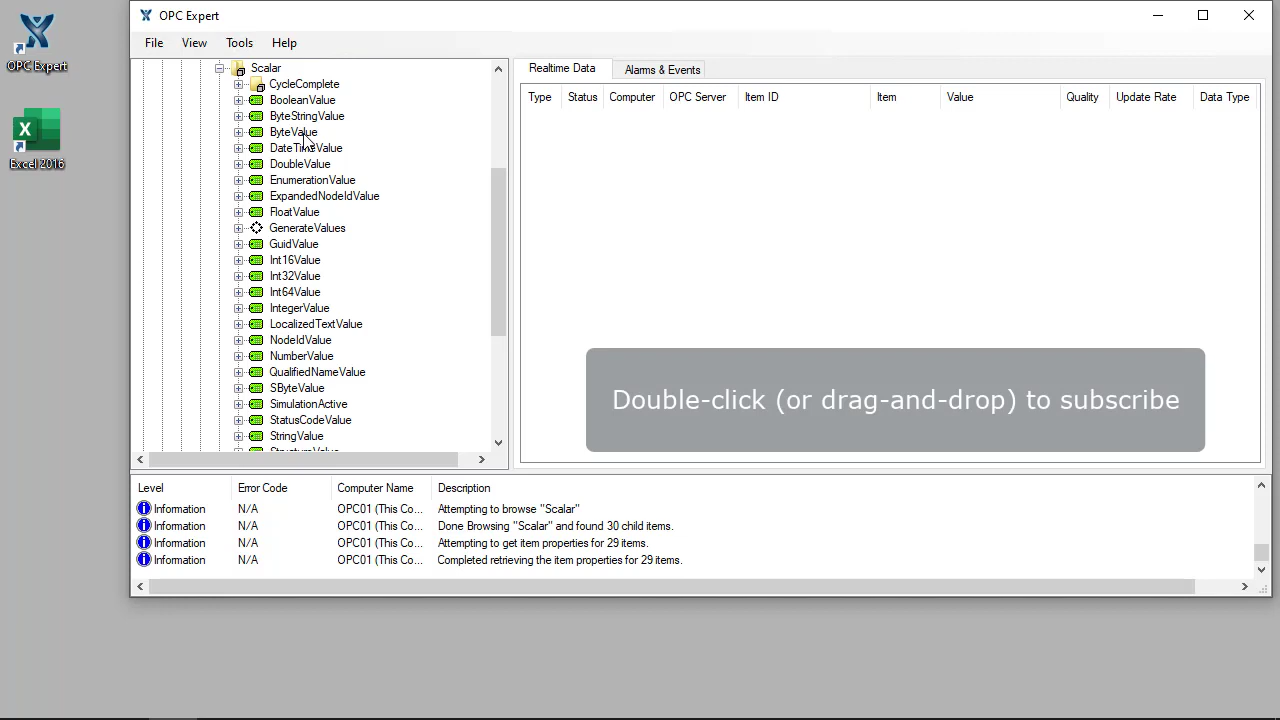 OPC Expert
OPC Expert
File View Tools Help
Excel 2016
Scalar
CycleComplete
BooleanValue
ByteStringValue
ByteValue
DateTimeValue
DoubleValue
EnumerationValue
ExpandedNodeIdValue
FloatValue
GenerateValues
GuidValue
Int16Value
Int32Value
Int64Value
IntegerValue
LocalizedTextValue
NodeIdValue
NumberValue
QualifiedNameValue
SByteValue
SimulationActive
StatusCodeValue
StringValue
Realtime Data Alarms & Events
Type Status Computer OPC Server Item ID Item Value Quality Update Rate Data Type
Double-click (or drag-and-drop) to subscribe
Level Error Code Computer Name Description
Information N/A OPC01 (This Co... Attempting to browse "Scalar"
Information N/A OPC01 (This Co... Done Browsing "Scalar" and found 30 child items.
Information N/A OPC01 (This Co... Attempting to get item properties for 29 items.
Information N/A OPC01 (This Co... Completed retrieving the item properties for 29 items.